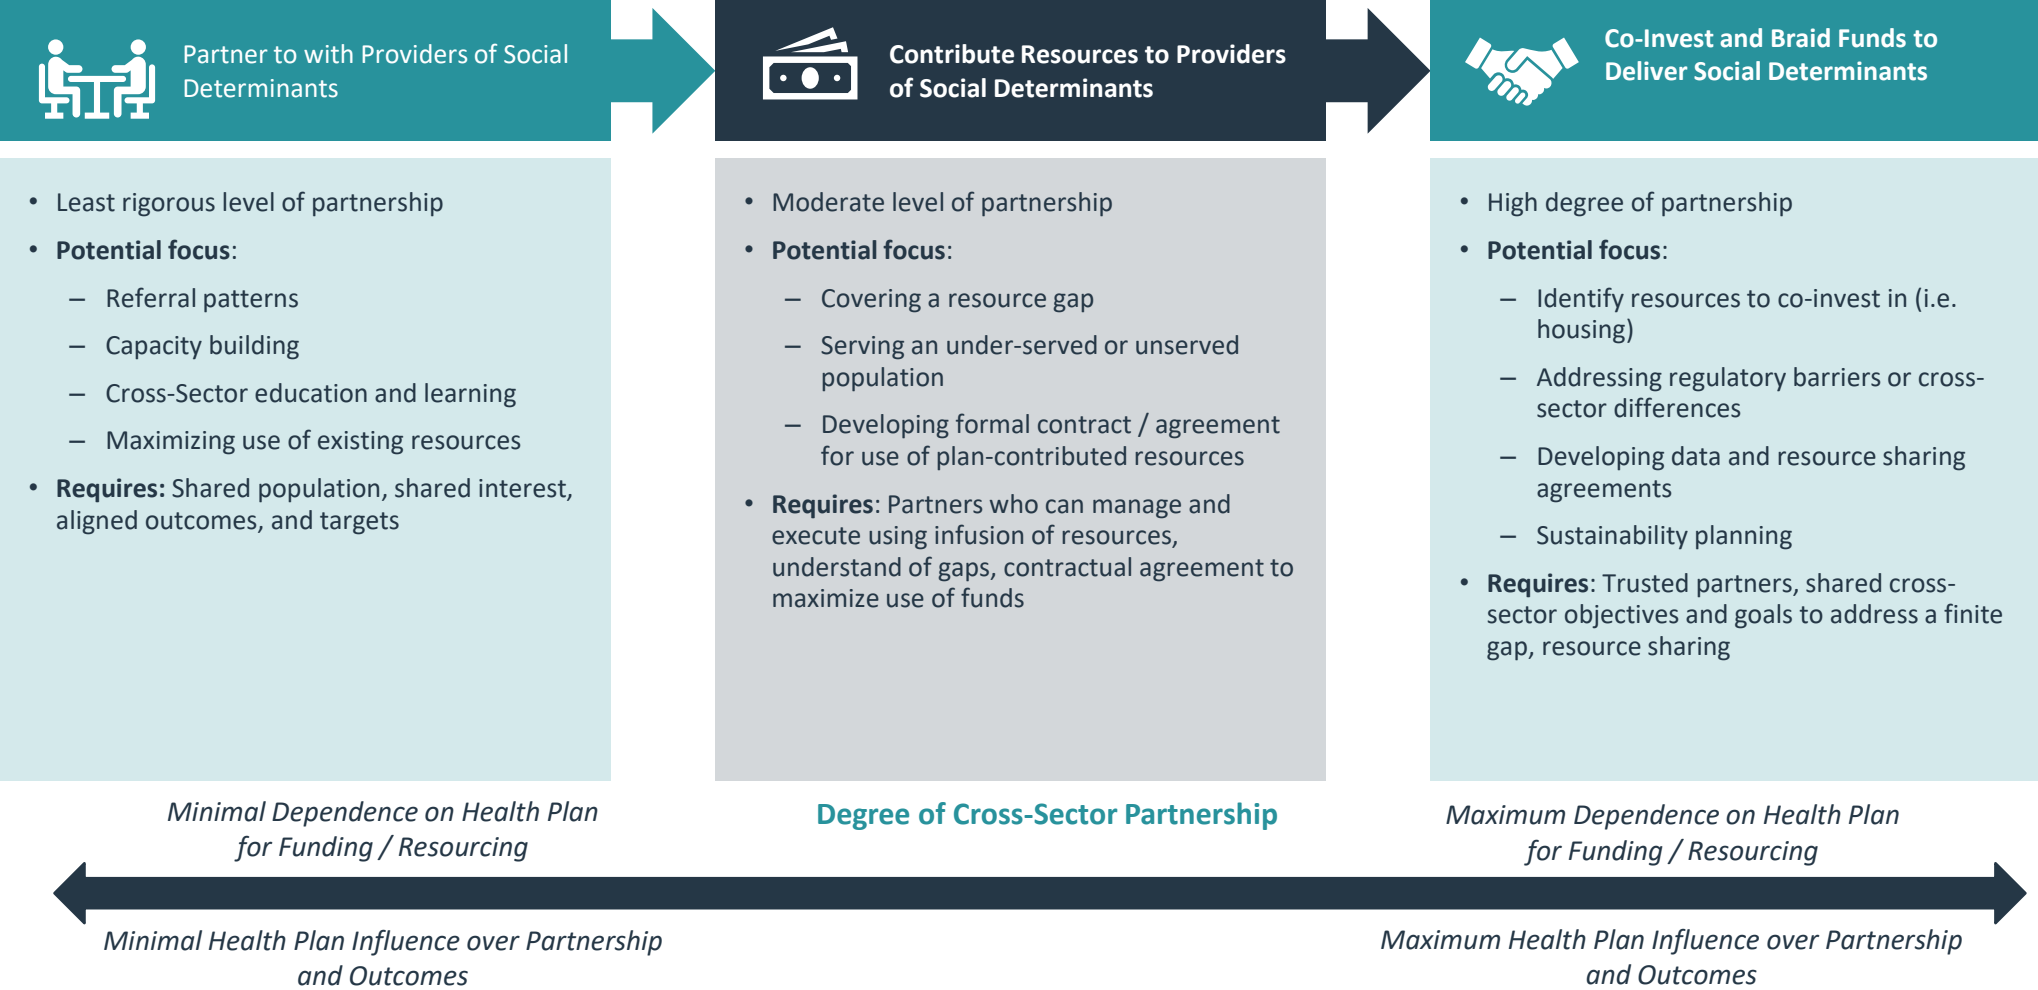 Partner to with Providers of Social
Determinants
Contribute Resources to Providers
of Social Determinants
Co-Invest and Braid Funds to
Deliver Social Determinants
• Least rigorous level of partnership
• Potential focus:
– Referral patterns
– Capacity building
– Cross-Sector education and learning
– Maximizing use of existing resources
• Requires: Shared population, shared interest,
aligned outcomes, and targets
• Moderate level of partnership
• Potential focus:
– Covering a resource gap
– Serving an under-served or unserved
population
– Developing formal contract / agreement
for use of plan-contributed resources
• Requires: Partners who can manage and
execute using infusion of resources,
understand of gaps, contractual agreement to
maximize use of funds
• High degree of partnership
• Potential focus:
– Identify resources to co-invest in (i.e.
housing)
– Addressing regulatory barriers or cross-
sector differences
– Developing data and resource sharing
agreements
– Sustainability planning
• Requires: Trusted partners, shared cross-
sector objectives and goals to address a finite
gap, resource sharing
Minimal Dependence on Health Plan
for Funding / Resourcing
Degree of Cross-Sector Partnership
Maximum Dependence on Health Plan
for Funding / Resourcing
Minimal Health Plan Influence over Partnership
and Outcomes
Maximum Health Plan Influence over Partnership
and Outcomes